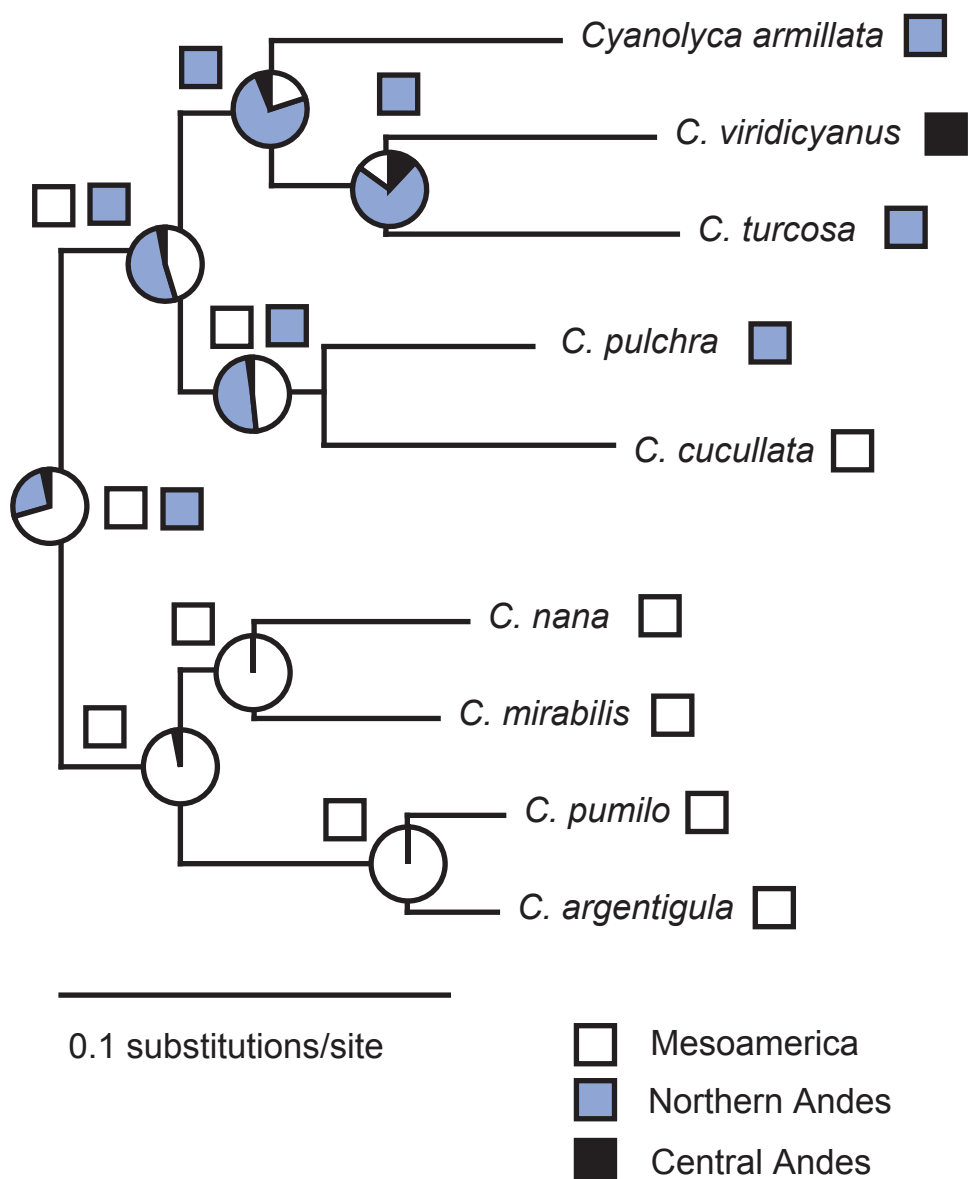 Cyanolyca armillata
C. viridicyanus
C. turcosa
C. pulchra
C. cucullata
C. nana
C. mirabilis
C. pumilo
C. argentigula
0.1 substitutions/site
Mesoamerica
Northern Andes
Central Andes